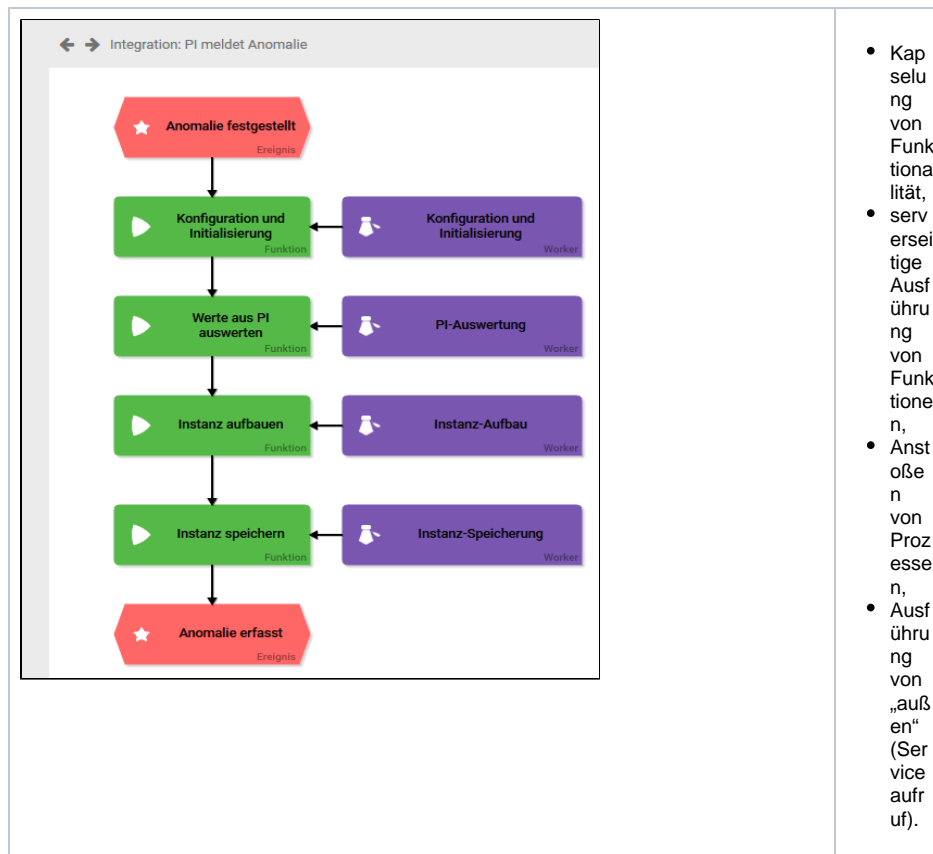 Integration: PI meldet Anomalie
Anomalie festgestellt
Ereignis
Konfiguration und
Initialisierung
Funktion
Konfiguration und
Initialisierung
Worker
Werte aus PI
auswerten
Funktion
PI-Auswertung
Worker
Instanz aufbauen
Funktion
Instanz-Aufbau
Worker
Instanz speichern
Funktion
Instanz-Speicherung
Worker
Anomalie erfasst
Ereignis
• Kap
selu
ng
von
Funk
tiona
lität,
• serv
ersei
tige
Ausf
ühru
ng
von
Funk
tione
n,
• Anst
oße
n
von
Proz
esse
n,
• Ausf
ühru
ng
von
„auß
en“
(Ser
vice
aufr
uf).